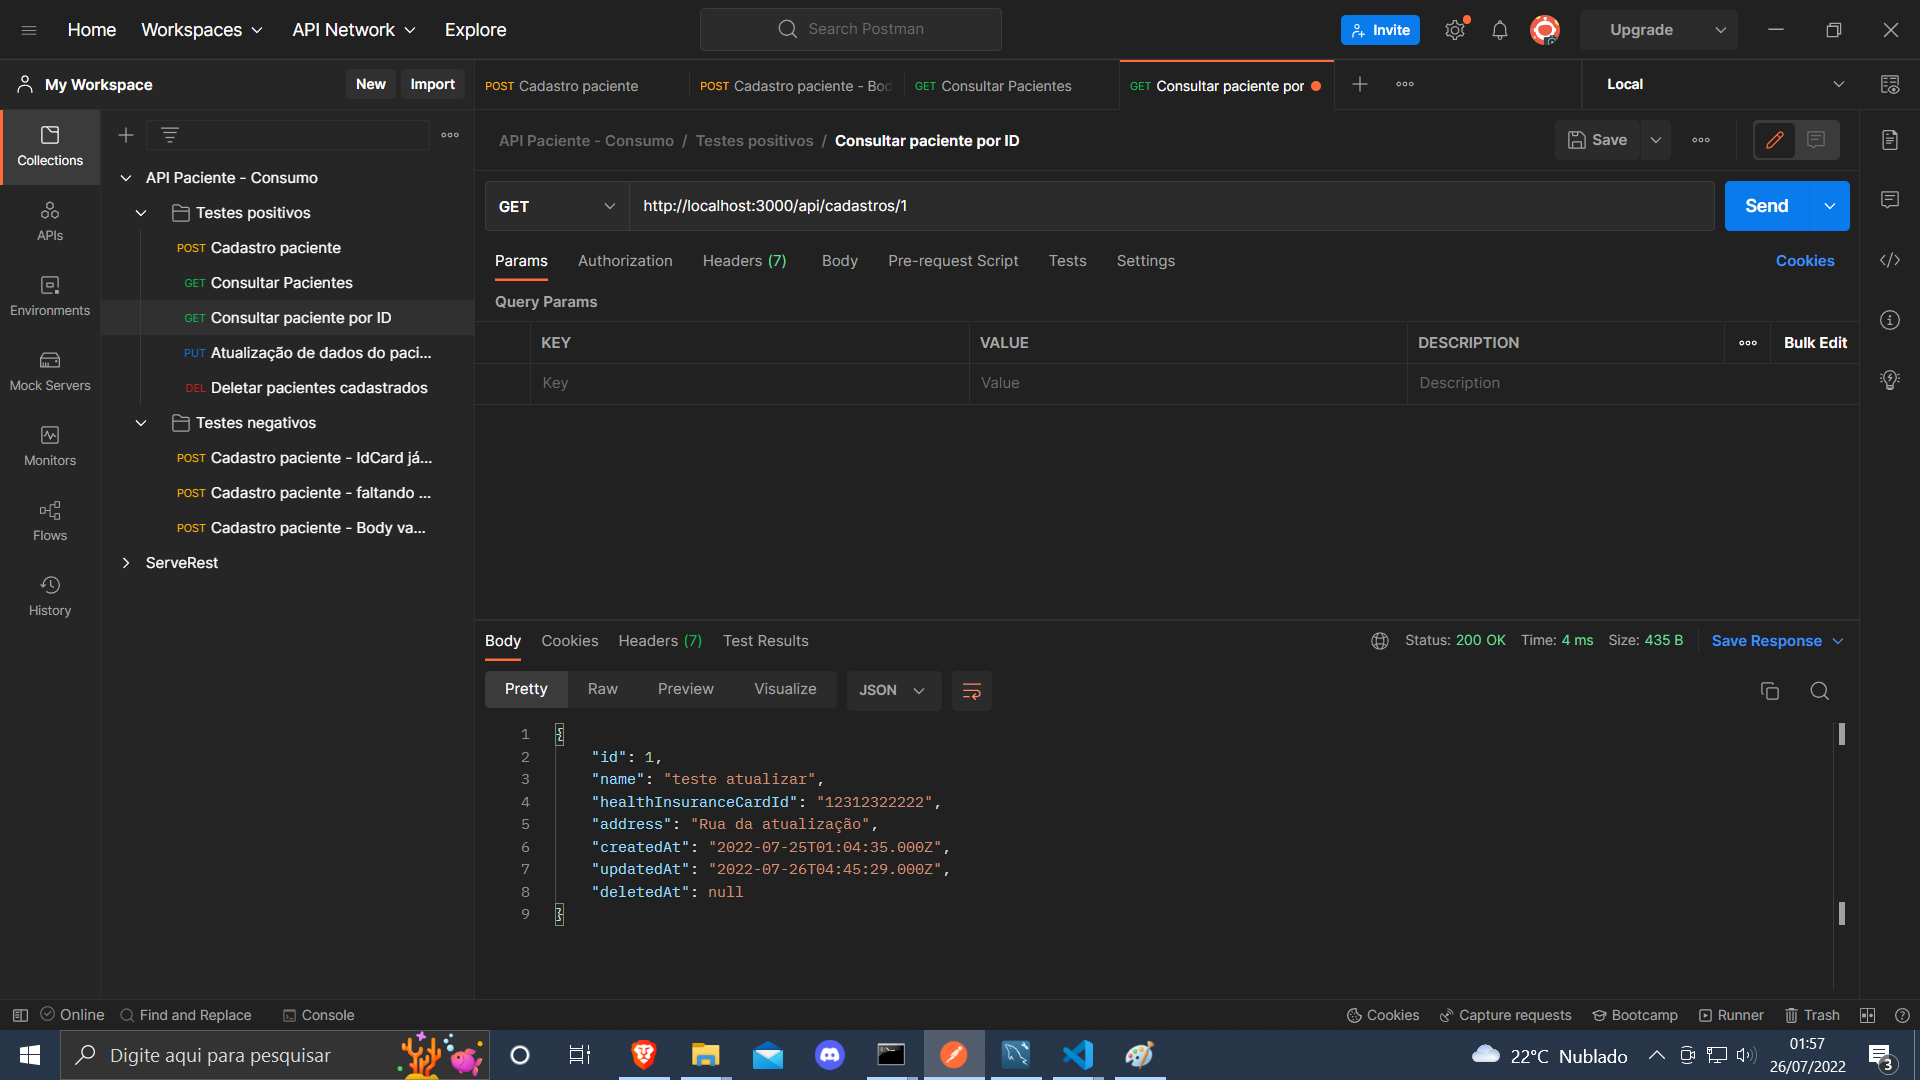 Home Workspaces API Network Explore Search Postman Invite Upgrade
My Workspace New Import POST Cadastro paciente POST Cadastro paciente - Bod GET Consultar Pacientes GET Consultar paciente por Local
Collections
APIs
Environments
Mock Servers
Monitors
Flows
History
API Paciente - Consumo
Testes positivos
POST Cadastro paciente
GET Consultar Pacientes
GET Consultar paciente por ID
PUT Atualização de dados do paci...
DEL Deletar pacientes cadastrados
Testes negativos
POST Cadastro paciente - IdCard já...
POST Cadastro paciente - faltando ...
POST Cadastro paciente - Body va...
ServeRest
API Paciente - Consumo / Testes positivos / Consultar paciente por ID Save
GET http://localhost:3000/api/cadastros/1 Send
Params Authorization Headers (7) Body Pre-request Script Tests Settings Cookies
Query Params
KEY VALUE DESCRIPTION Bulk Edit
Key Value Description
Body Cookies Headers (7) Test Results Status: 200 OK Time: 4 ms Size: 435 B Save Response
Pretty Raw Preview Visualize JSON
1 {
2 "id": 1,
3 "name": "teste atualizar",
4 "healthInsuranceCardId": "12312322222",
5 "address": "Rua da atualização",
6 "createdAt": "2022-07-25T01:04:35.000Z",
7 "updatedAt": "2022-07-26T04:45:29.000Z",
8 "deletedAt": null
9 }
Online Find and Replace Console Cookies Capture requests Bootcamp Runner Trash
Digite aqui para pesquisar 22°C Nublado 01:57
26/07/2022 3